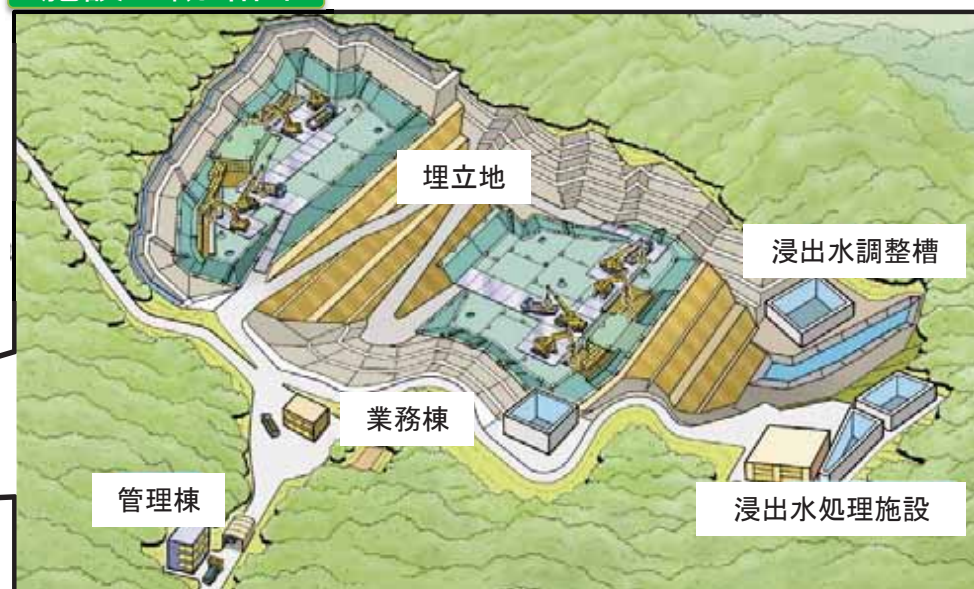 埋立地
浸出水調整槽
業務棟
管理棟
浸出水処理施設